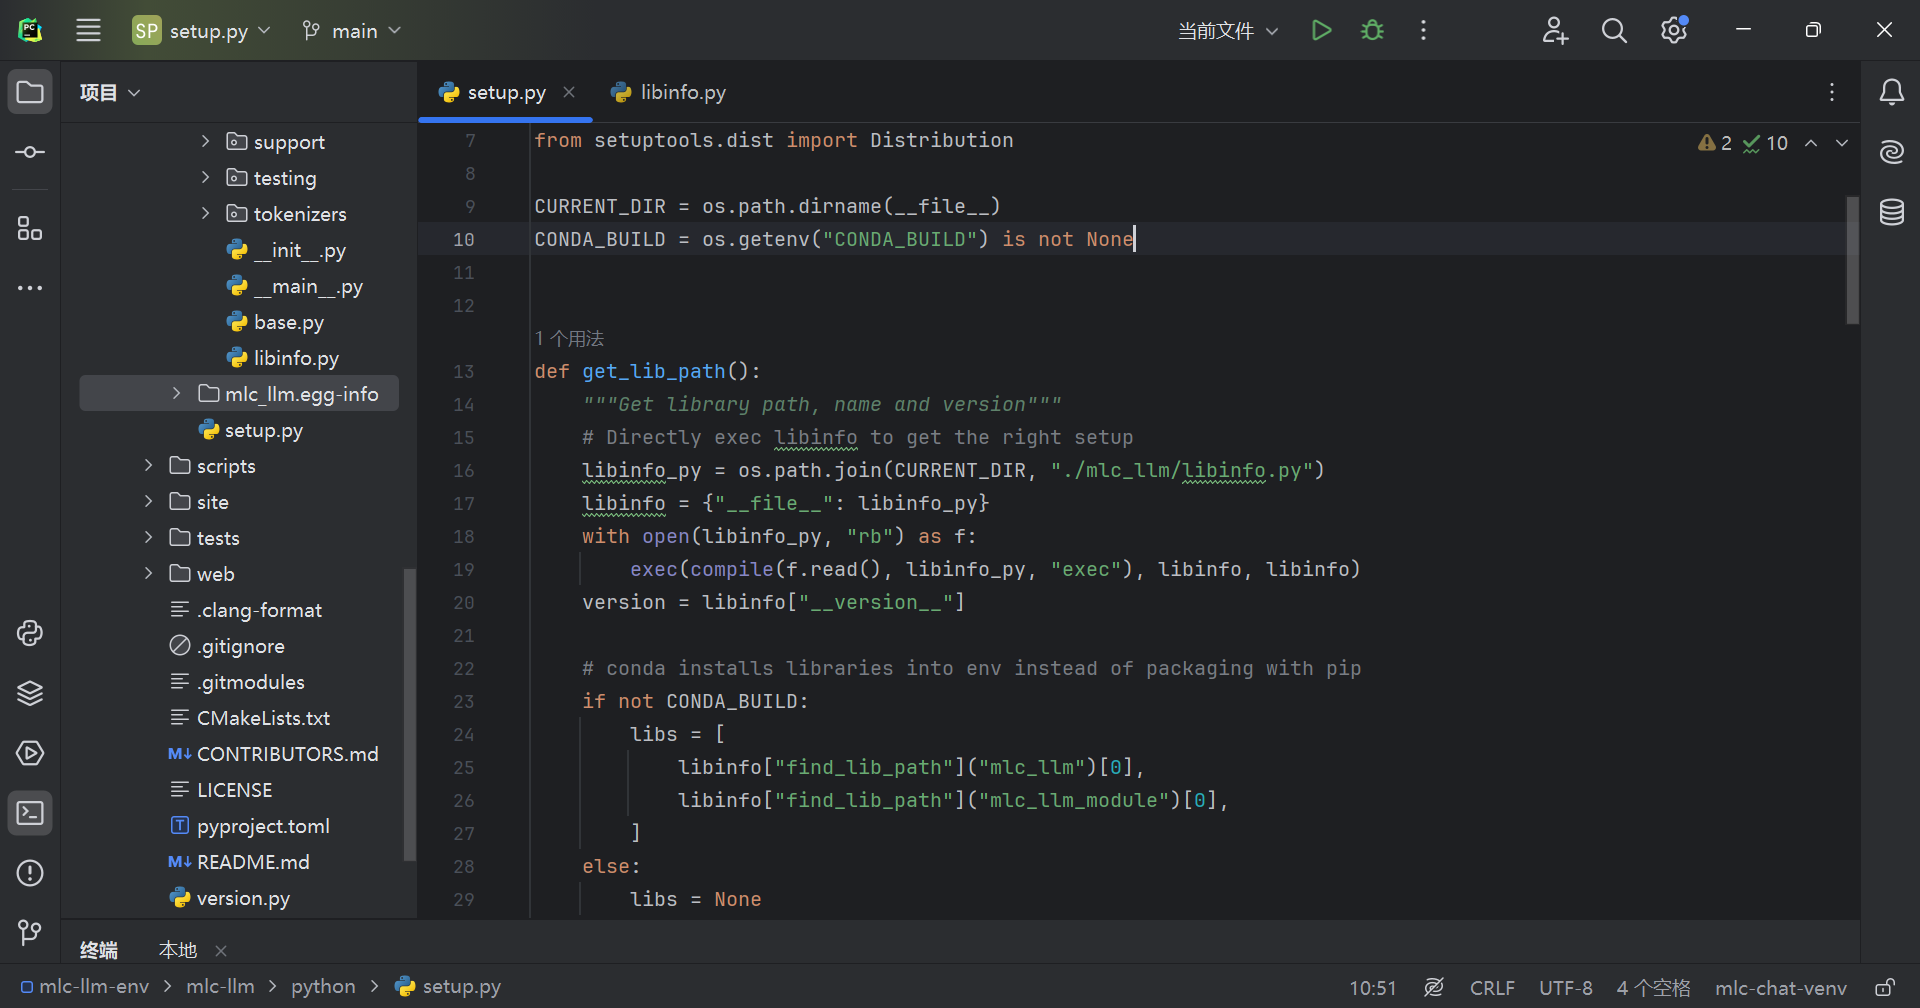 PC
SP setup.py
main
当前文件
项目
setup.py
libinfo.py
support
testing
tokenizers
__init__.py
__main__.py
base.py
libinfo.py
mlc_llm.egg-info
setup.py
scripts
site
tests
web
.clang-format
.gitignore
.gitmodules
CMakeLists.txt
M↓ CONTRIBUTORS.md
LICENSE
T pyproject.toml
M↓ README.md
version.py
2 10
7 from setuptools.dist import Distribution
8
9 CURRENT_DIR = os.path.dirname(__file__)
10 CONDA_BUILD = os.getenv("CONDA_BUILD") is not None
11
12
1 个用法
13 def get_lib_path():
14 """Get library path, name and version"""
15 # Directly exec libinfo to get the right setup
16 libinfo_py = os.path.join(CURRENT_DIR, "./mlc_llm/libinfo.py")
17 libinfo = {"__file__": libinfo_py}
18 with open(libinfo_py, "rb") as f:
19 exec(compile(f.read(), libinfo_py, "exec"), libinfo, libinfo)
20 version = libinfo["__version__"]
21
22 # conda installs libraries into env instead of packaging with pip
23 if not CONDA_BUILD:
24 libs = [
25 libinfo["find_lib_path"]("mlc_llm")[0],
26 libinfo["find_lib_path"]("mlc_llm_module")[0],
27 ]
28 else:
29 libs = None
终端
本地
mlc-llm-env > mlc-llm > python > setup.py
10:51
CRLF
UTF-8
4 个空格
mlc-chat-venv